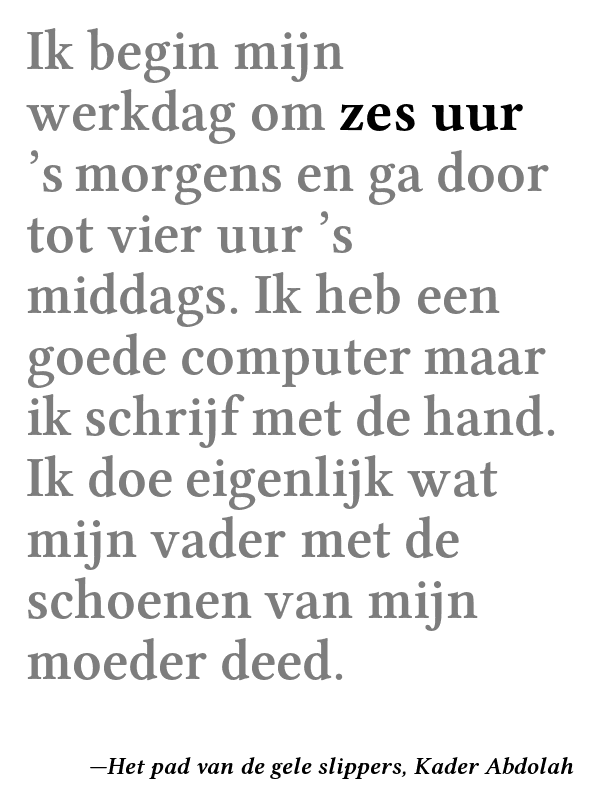 Ik begin mijn
werkdag om zes uur
’s morgens en ga door
tot vier uur ’s
middags. Ik heb een
goede computer maar
ik schrijf met de hand.
Ik doe eigenlijk wat
mijn vader met de
schoenen van mijn
moeder deed.
—Het pad van de gele slippers, Kader Abdolah